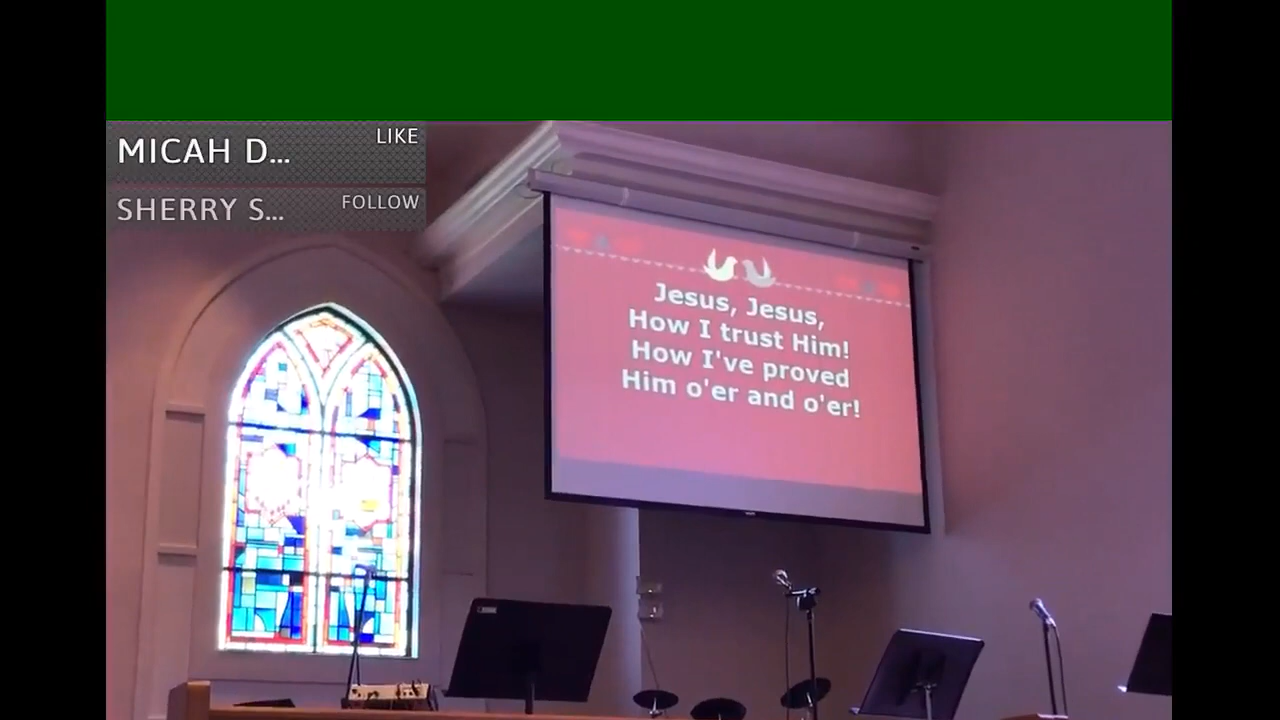 MICAH D...
LIKE
SHERRY S...
FOLLOW
Jesus, Jesus,
How I trust Him!
How I've proved
Him o'er and o'er!